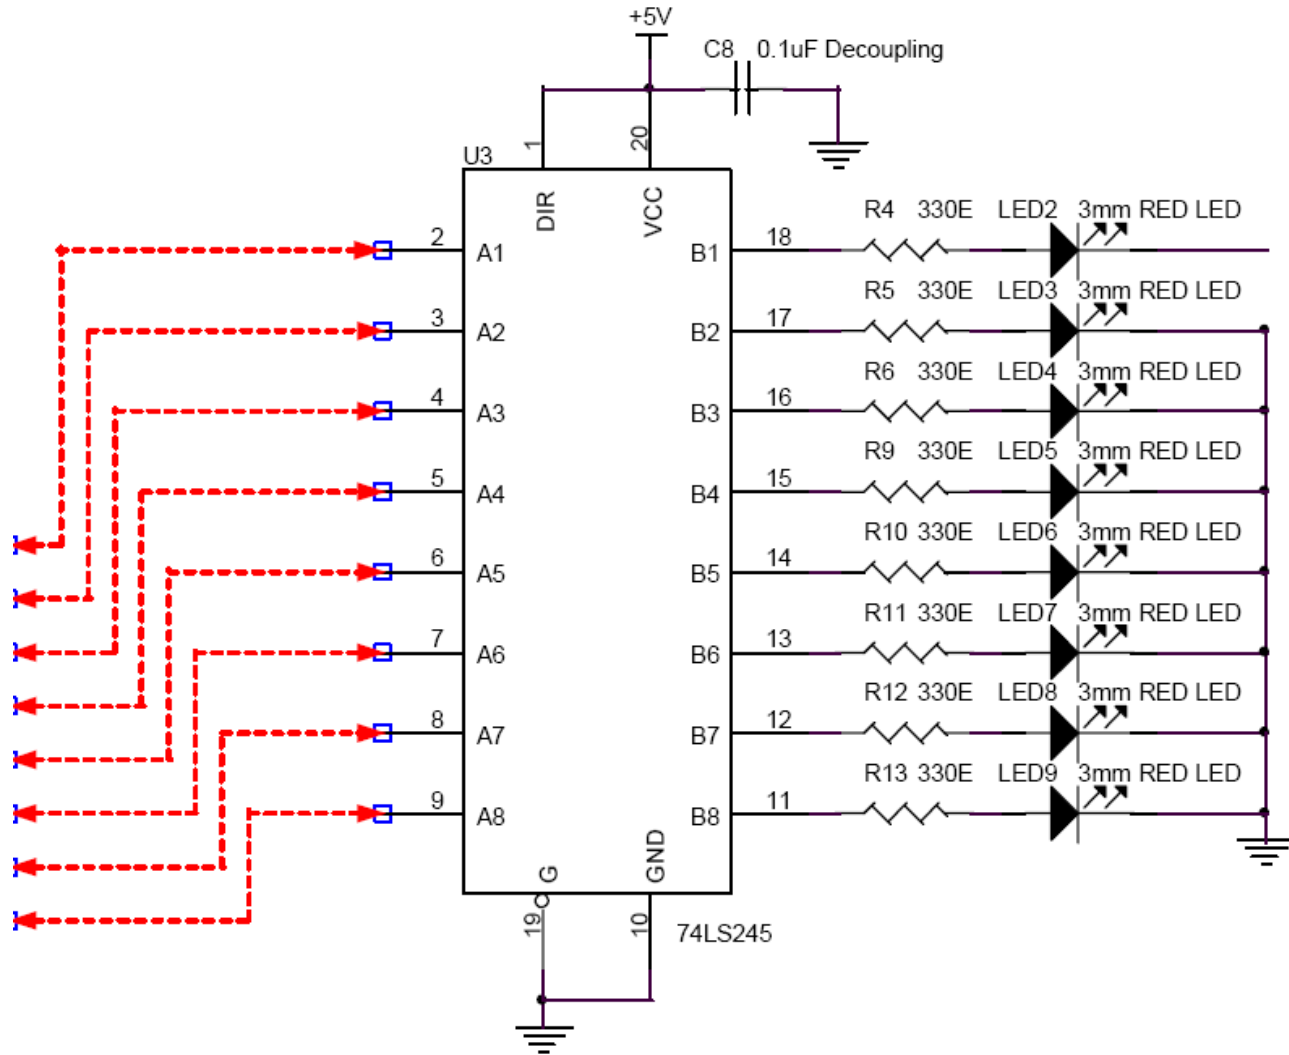 +5V
C8 0.1uF Decoupling
1
20
U3
DIR
VCC
R4 330E LED2 3mm RED LED
2 A1 B1 18
R5 330E LED3 3mm RED LED
3 A2 B2 17
R6 330E LED4 3mm RED LED
4 A3 B3 16
R9 330E LED5 3mm RED LED
5 A4 B4 15
R10 330E LED6 3mm RED LED
6 A5 B5 14
R11 330E LED7 3mm RED LED
7 A6 B6 13
R12 330E LED8 3mm RED LED
8 A7 B7 12
R13 330E LED9 3mm RED LED
9 A8 B8 11
G
GND
19
10
74LS245